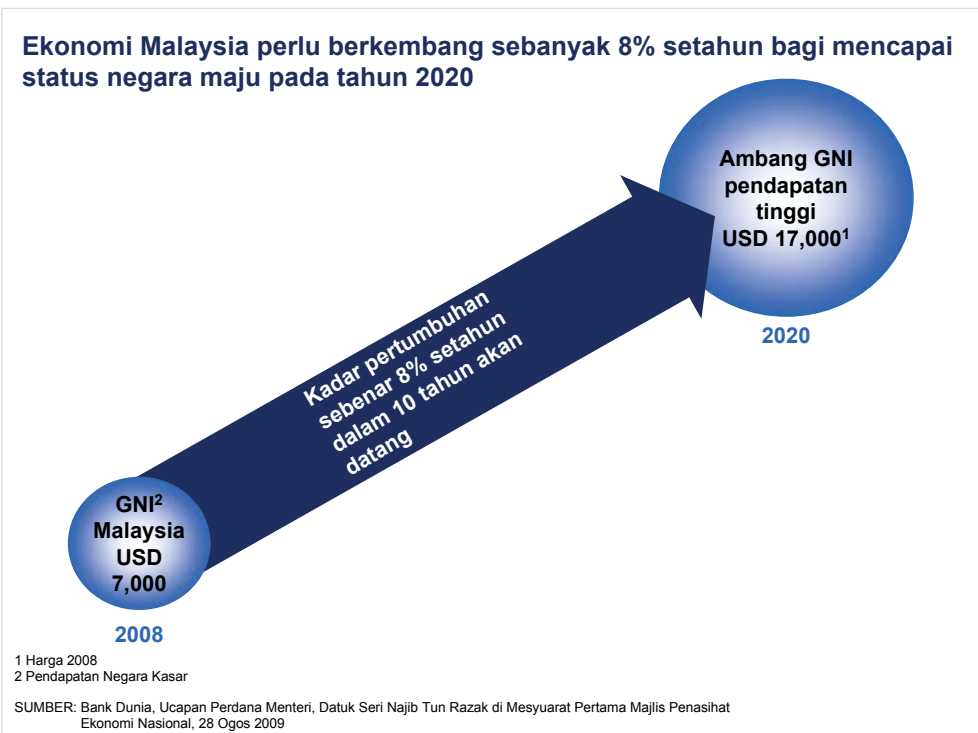 Ekonomi Malaysia perlu berkembang sebanyak 8% setahun bagi mencapai
status negara maju pada tahun 2020
Ambang GNI
pendapatan
tinggi
USD 17,000¹
2020
Kadar pertumbuhan
sebenar 8% setahun
dalam 10 tahun akan
datang
GNI²
Malaysia
USD
7,000
2008
1 Harga 2008
2 Pendapatan Negara Kasar
SUMBER: Bank Dunia, Ucapan Perdana Menteri, Datuk Seri Najib Tun Razak di Mesyuarat Pertama Majlis Penasihat
Ekonomi Nasional, 28 Ogos 2009